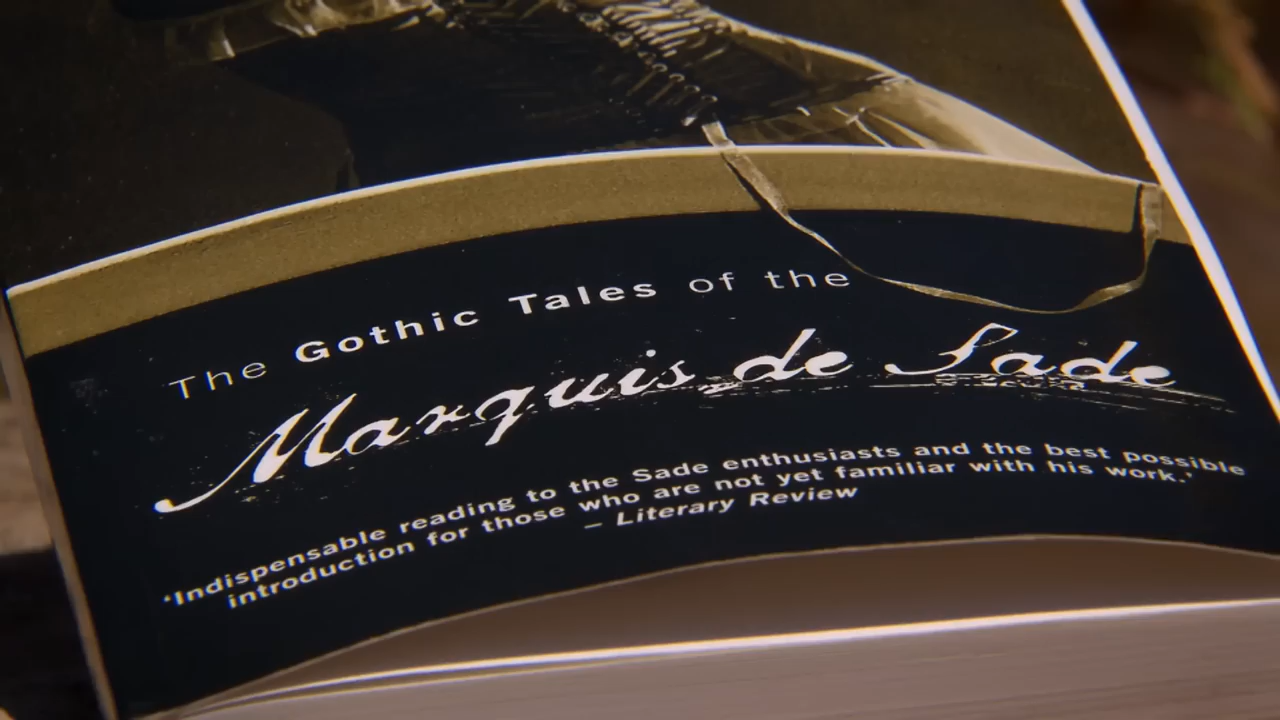 The Gothic Tales of the
Marquis de Sade
‘Indispensable reading to the Sade enthusiasts and the best possible
introduction for those who are not yet familiar with his work.’
– Literary Review